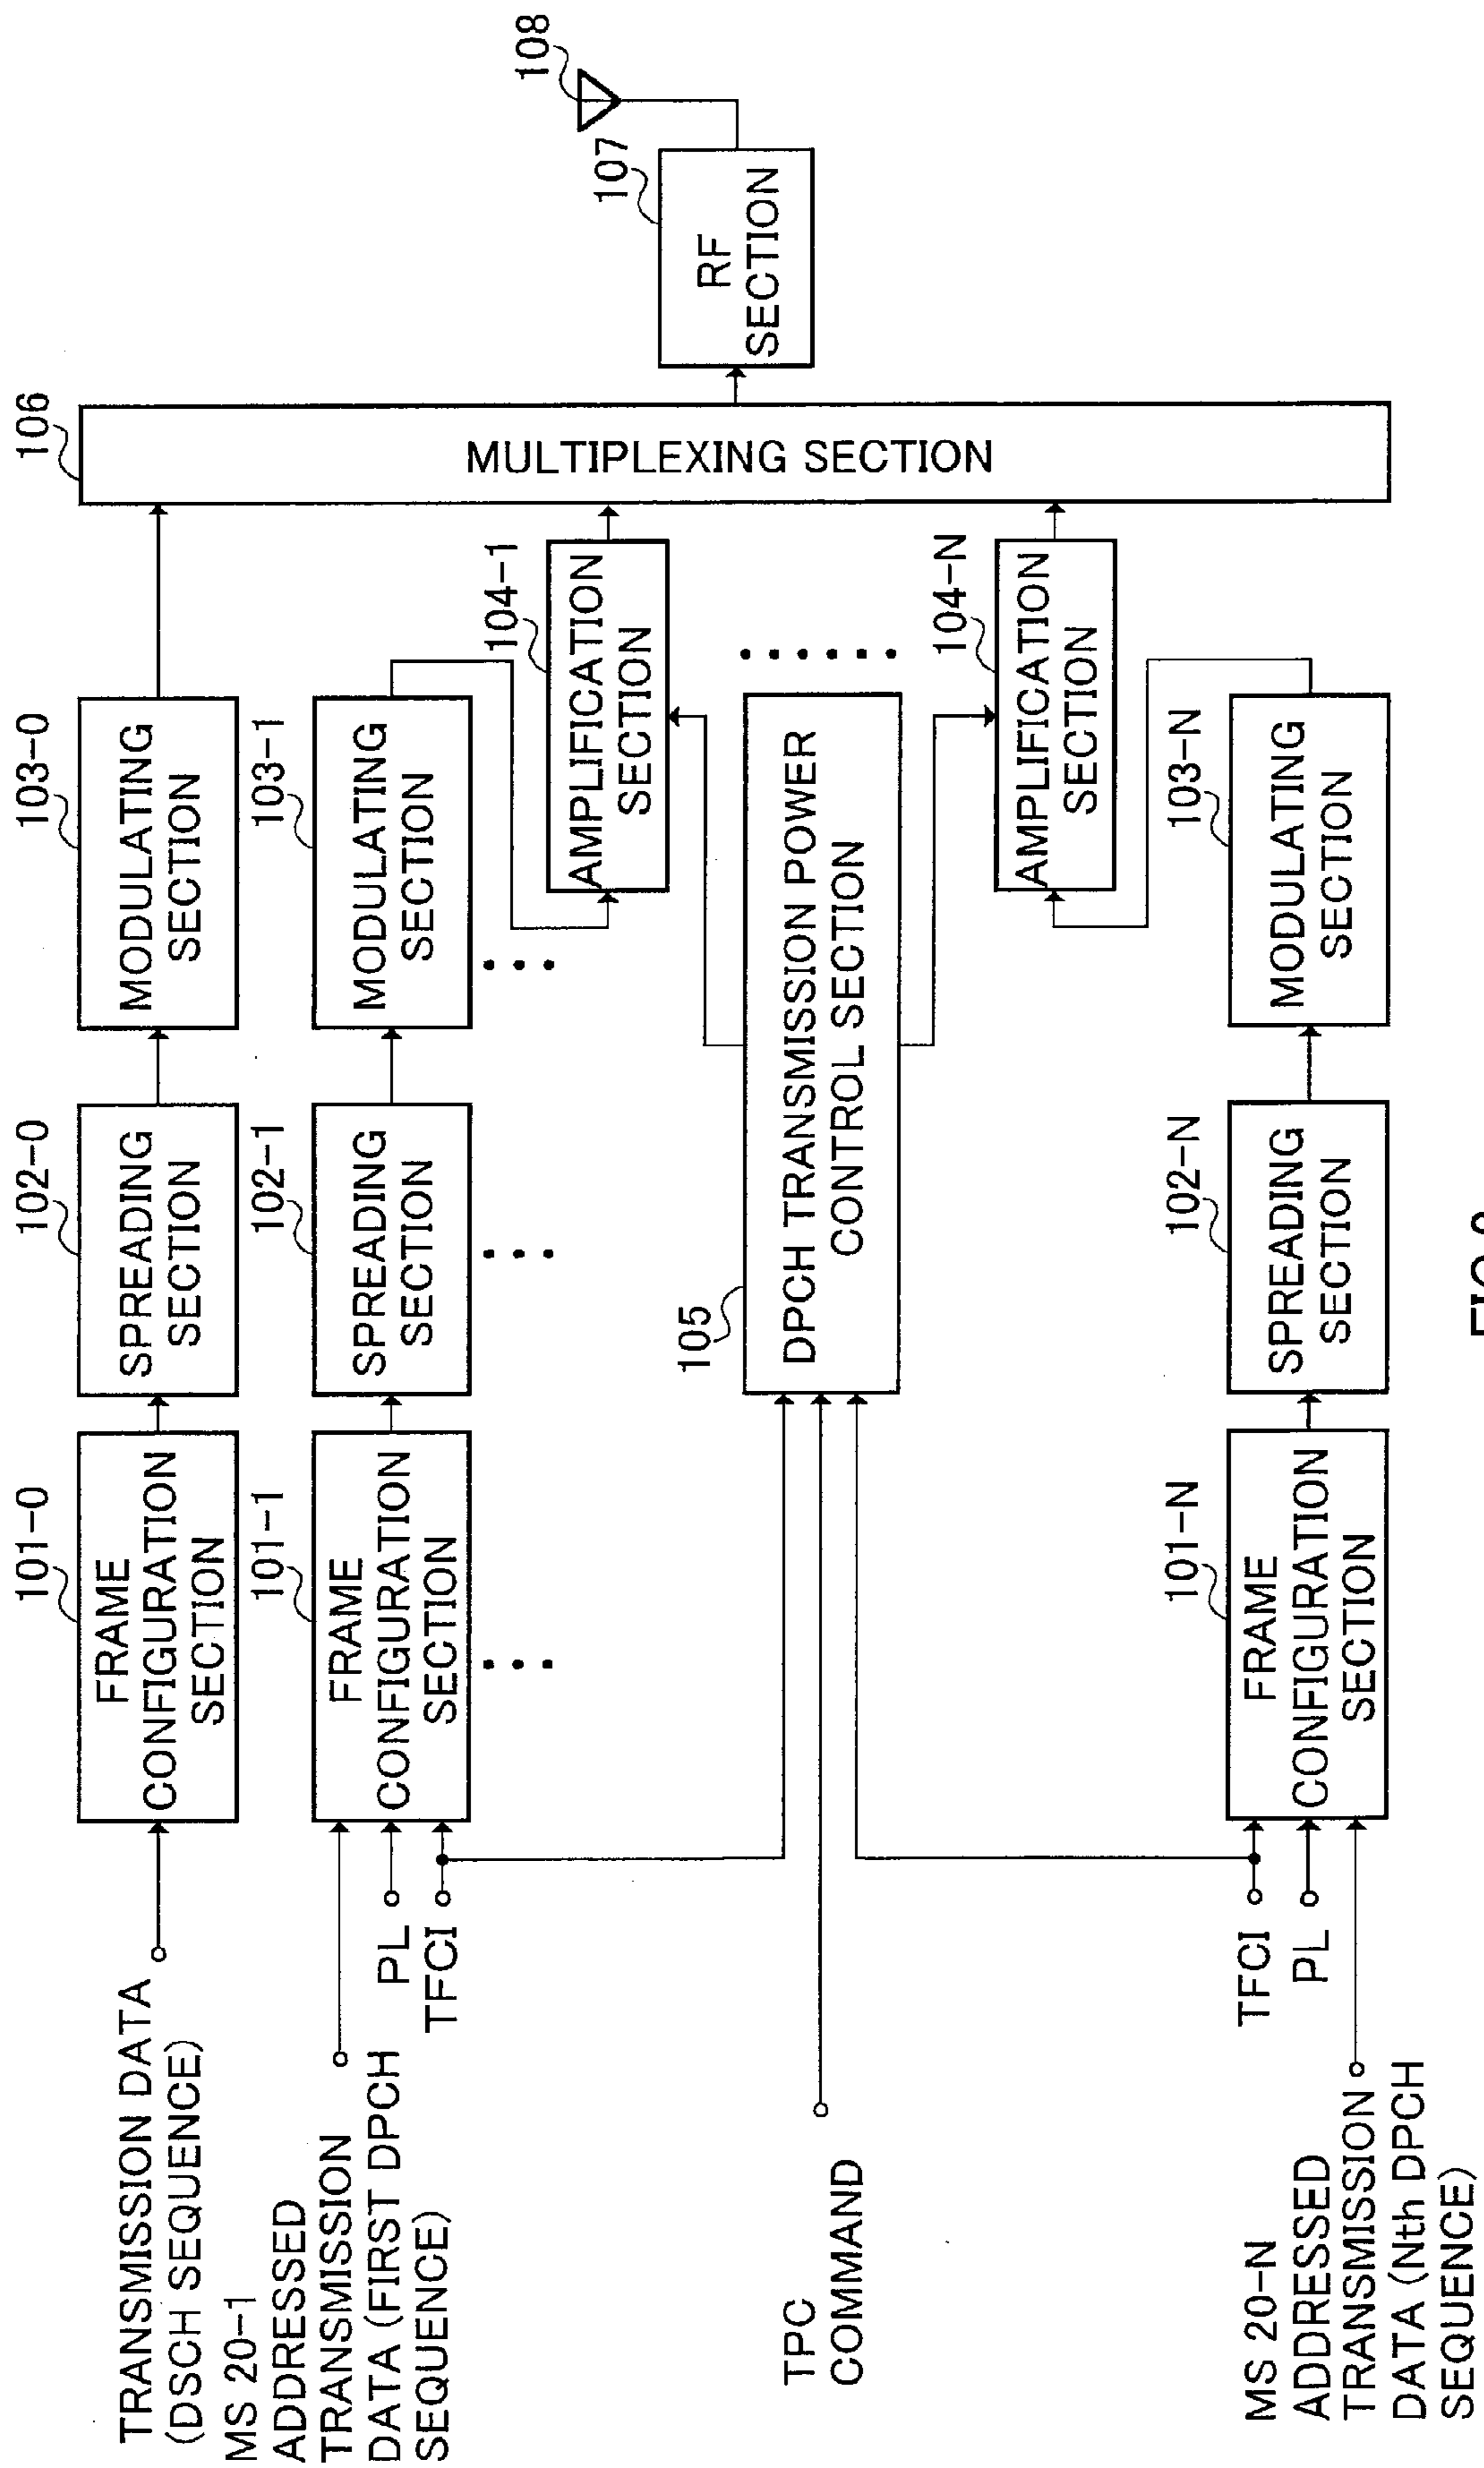 TRANSMISSION DATA
(DSCH SEQUENCE)
101-0
FRAME
CONFIGURATION
SECTION
102-0
SPREADING
SECTION
103-0
MODULATING
SECTION
106
MULTIPLEXING SECTION
MS 20-1
ADDRESSED
TRANSMISSION
DATA (FIRST DPCH
SEQUENCE)
PL
TFCI
101-1
FRAME
CONFIGURATION
SECTION
102-1
SPREADING
SECTION
103-1
MODULATING
SECTION
104-1
AMPLIFICATION
SECTION
107
RF
SECTION
108
TPC
COMMAND
105
DPCH TRANSMISSION POWER
CONTROL SECTION
104-N
AMPLIFICATION
SECTION
TFCI
PL
MS 20-N
ADDRESSED
TRANSMISSION
DATA (Nth DPCH
SEQUENCE)
101-N
FRAME
CONFIGURATION
SECTION
102-N
SPREADING
SECTION
103-N
MODULATING
SECTION